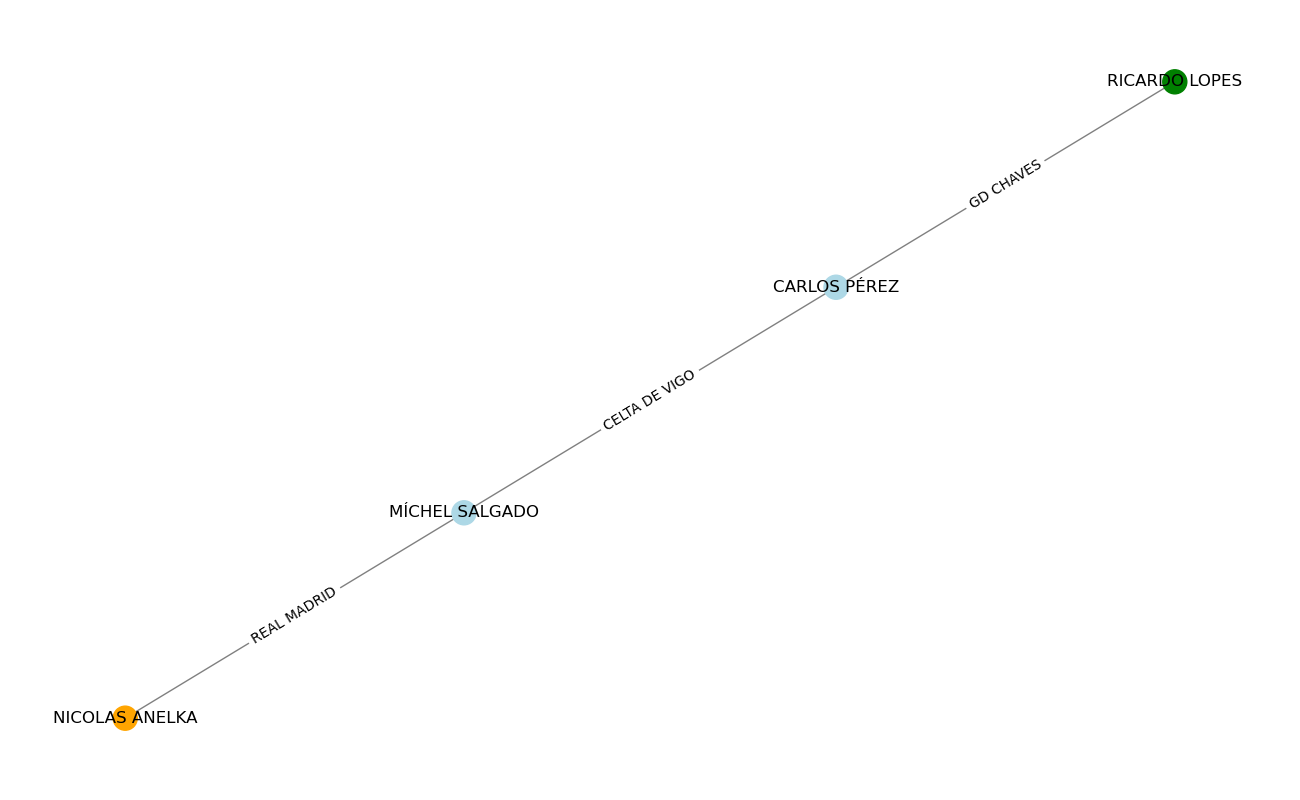 RICARDO LOPES
GD CHAVES
CARLOS PÉREZ
CELTA DE VIGO
MÍCHEL SALGADO
REAL MADRID
NICOLAS ANELKA